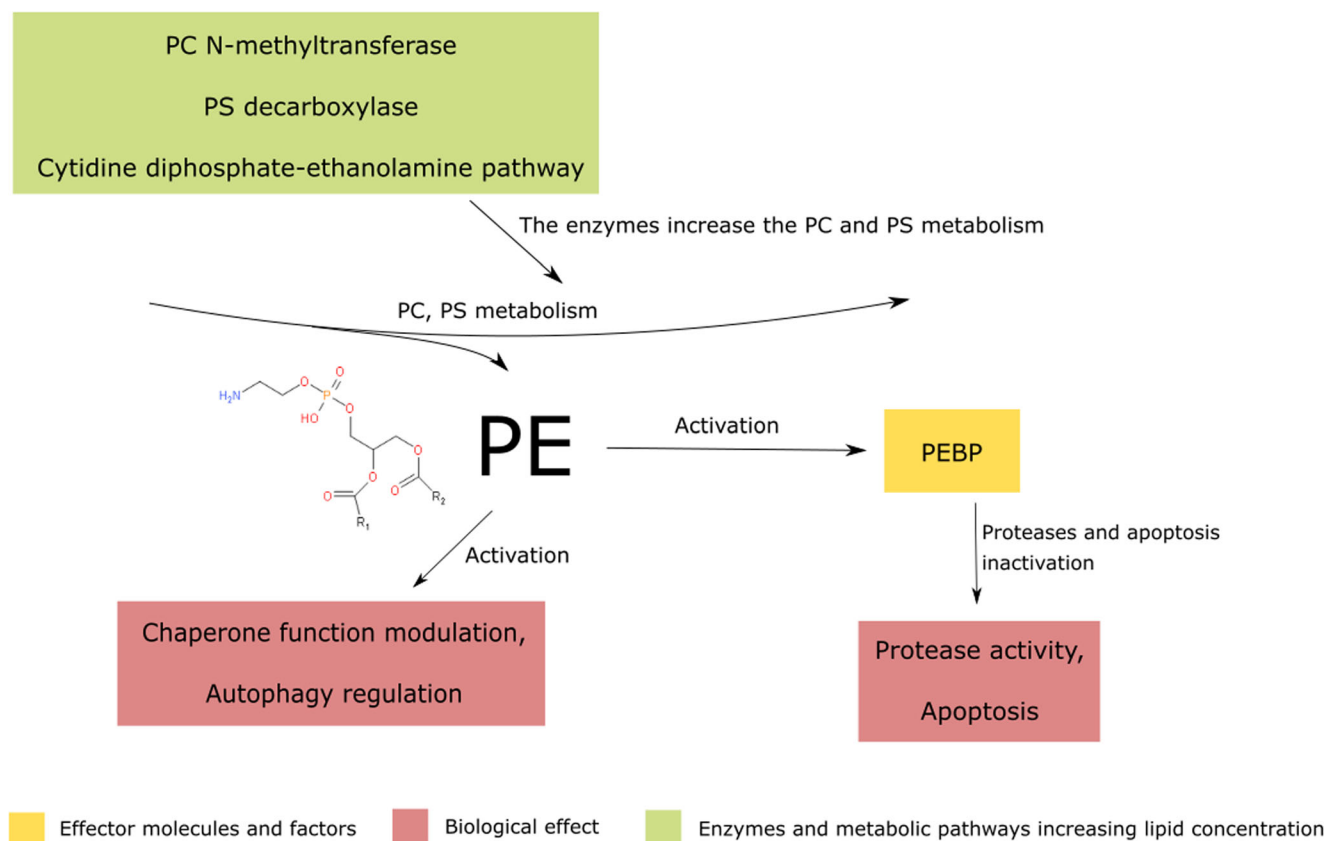 PC N-methyltransferase
PS decarboxylase
Cytidine diphosphate-ethanolamine pathway
The enzymes increase the PC and PS metabolism
PC, PS metabolism
H₂N
O
P
O
HO
O
O
O
O
O
R₁
R₂
PE
Activation
PEBP
Activation
Proteases and apoptosis
inactivation
Chaperone function modulation,
Autophagy regulation
Protease activity,
Apoptosis
Effector molecules and factors
Biological effect
Enzymes and metabolic pathways increasing lipid concentration